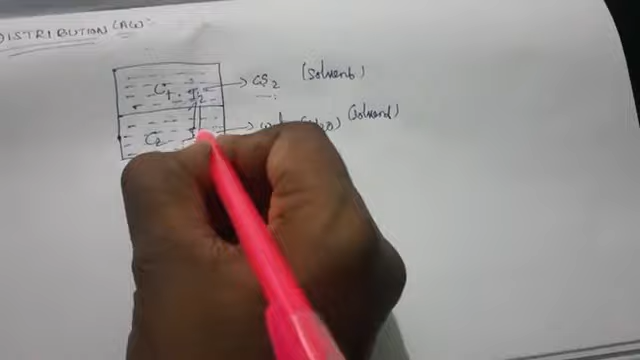 DISTRIBUTION LAW:
C₁ I₂ → CS₂ (Solvent)
C₂ (Solvent)